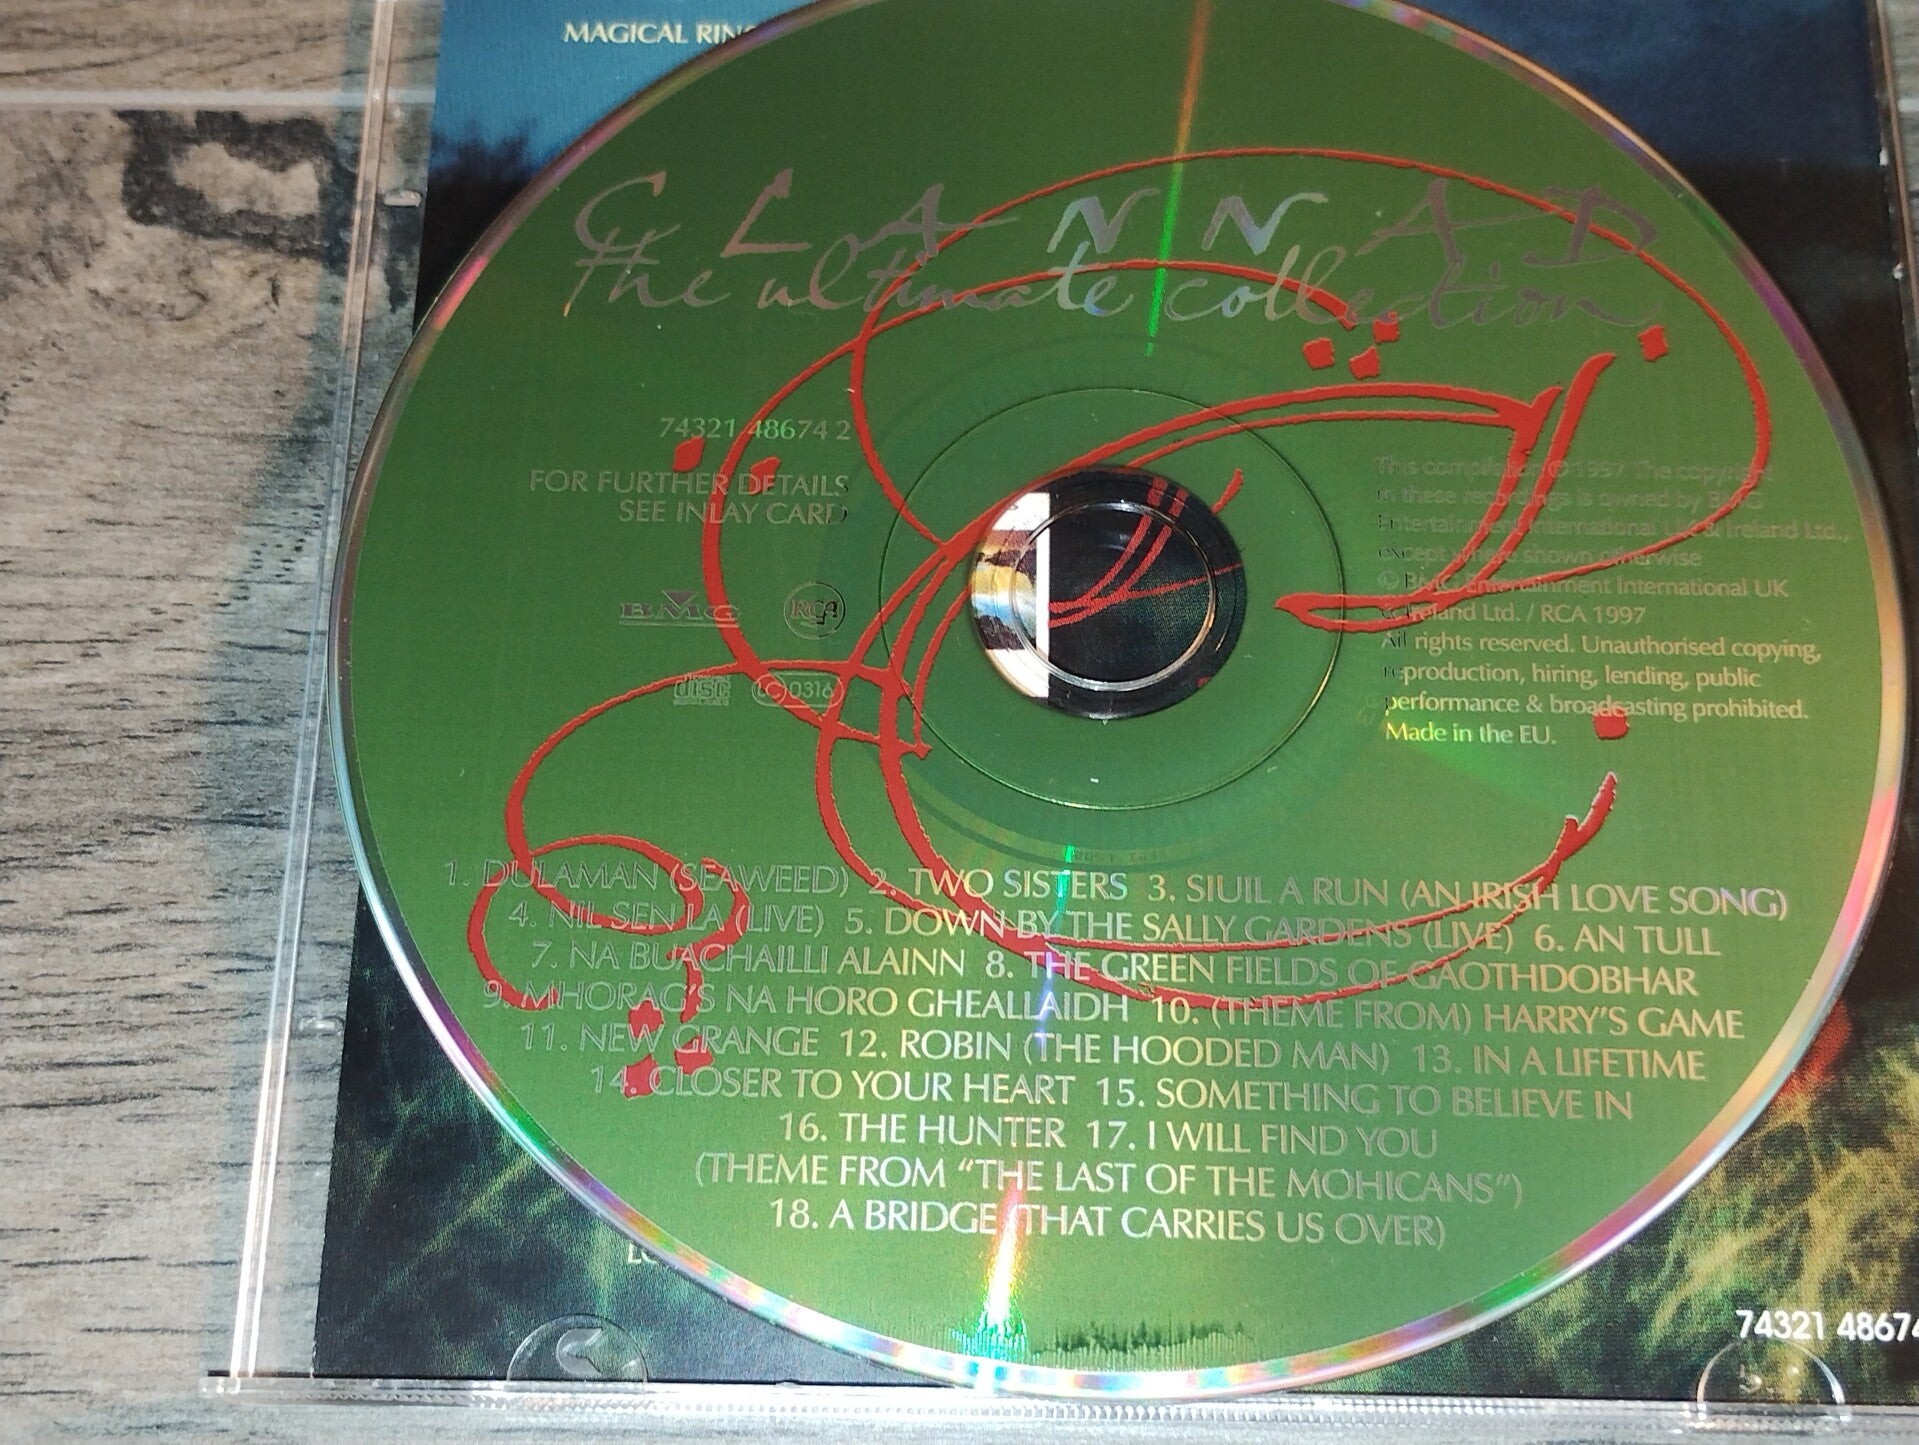 MAGICAL RING
CLANNAD
The ultimate collection
74321 48674 2
FOR FURTHER DETAILS
SEE INLAY CARD
BMG RCA
disc LC 0316
This compilation ℗ 1997 The copyright
in these recordings is owned by BMG
Entertainment International UK & Ireland Ltd.,
except where shown otherwise
© BMG Entertainment International UK
& Ireland Ltd. / RCA 1997
All rights reserved. Unauthorised copying,
reproduction, hiring, lending, public
performance & broadcasting prohibited.
Made in the EU.
1. DULAMAN (SEAWEED) 2. TWO SISTERS 3. SIUIL A RUN (AN IRISH LOVE SONG)
4. NIL SEN LA (LIVE) 5. DOWN BY THE SALLY GARDENS (LIVE) 6. AN TULL
7. NA BUACHAILLI ALAINN 8. THE GREEN FIELDS OF GAOTHDOBHAR
9. MHORAG'S NA HORO GHEALLAIDH 10. (THEME FROM) HARRY'S GAME
11. NEW GRANGE 12. ROBIN (THE HOODED MAN) 13. IN A LIFETIME
14. CLOSER TO YOUR HEART 15. SOMETHING TO BELIEVE IN
16. THE HUNTER 17. I WILL FIND YOU
(THEME FROM "THE LAST OF THE MOHICANS")
18. A BRIDGE (THAT CARRIES US OVER)
74321 48674